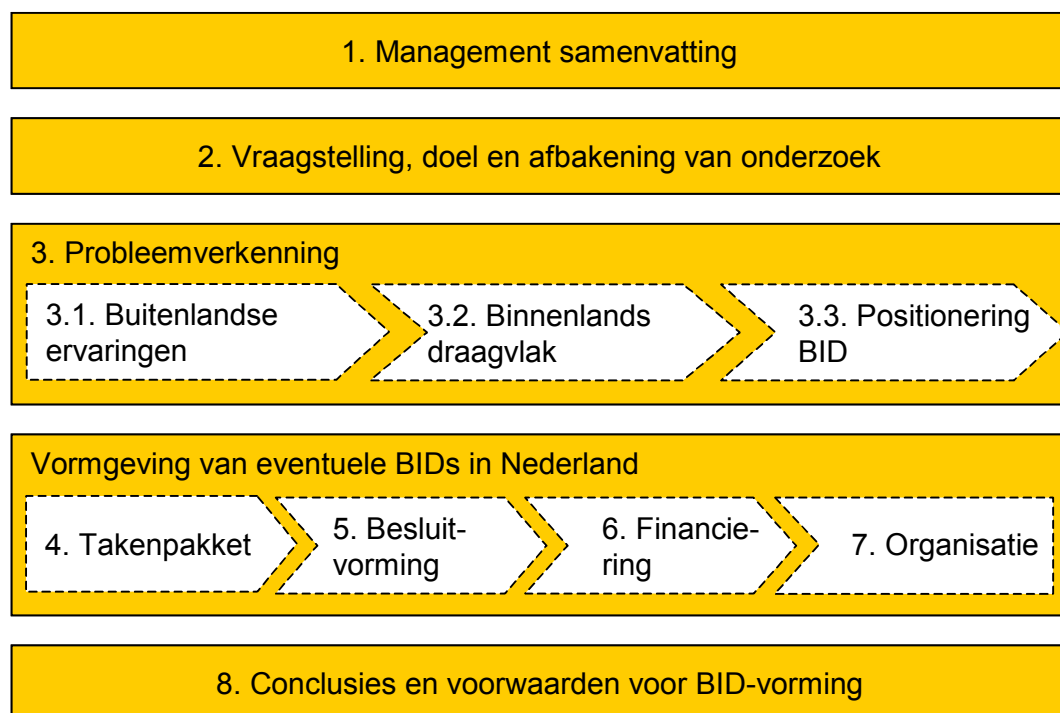 1. Management samenvatting
2. Vraagstelling, doel en afbakening van onderzoek
3. Probleemverkenning
3.1. Buitenlandse
ervaringen
3.2. Binnenlands
draagvlak
3.3. Positionering
BID
Vormgeving van eventuele BIDs in Nederland
4. Takenpakket
5. Besluit-
vorming
6. Financie-
ring
7. Organisatie
8. Conclusies en voorwaarden voor BID-vorming